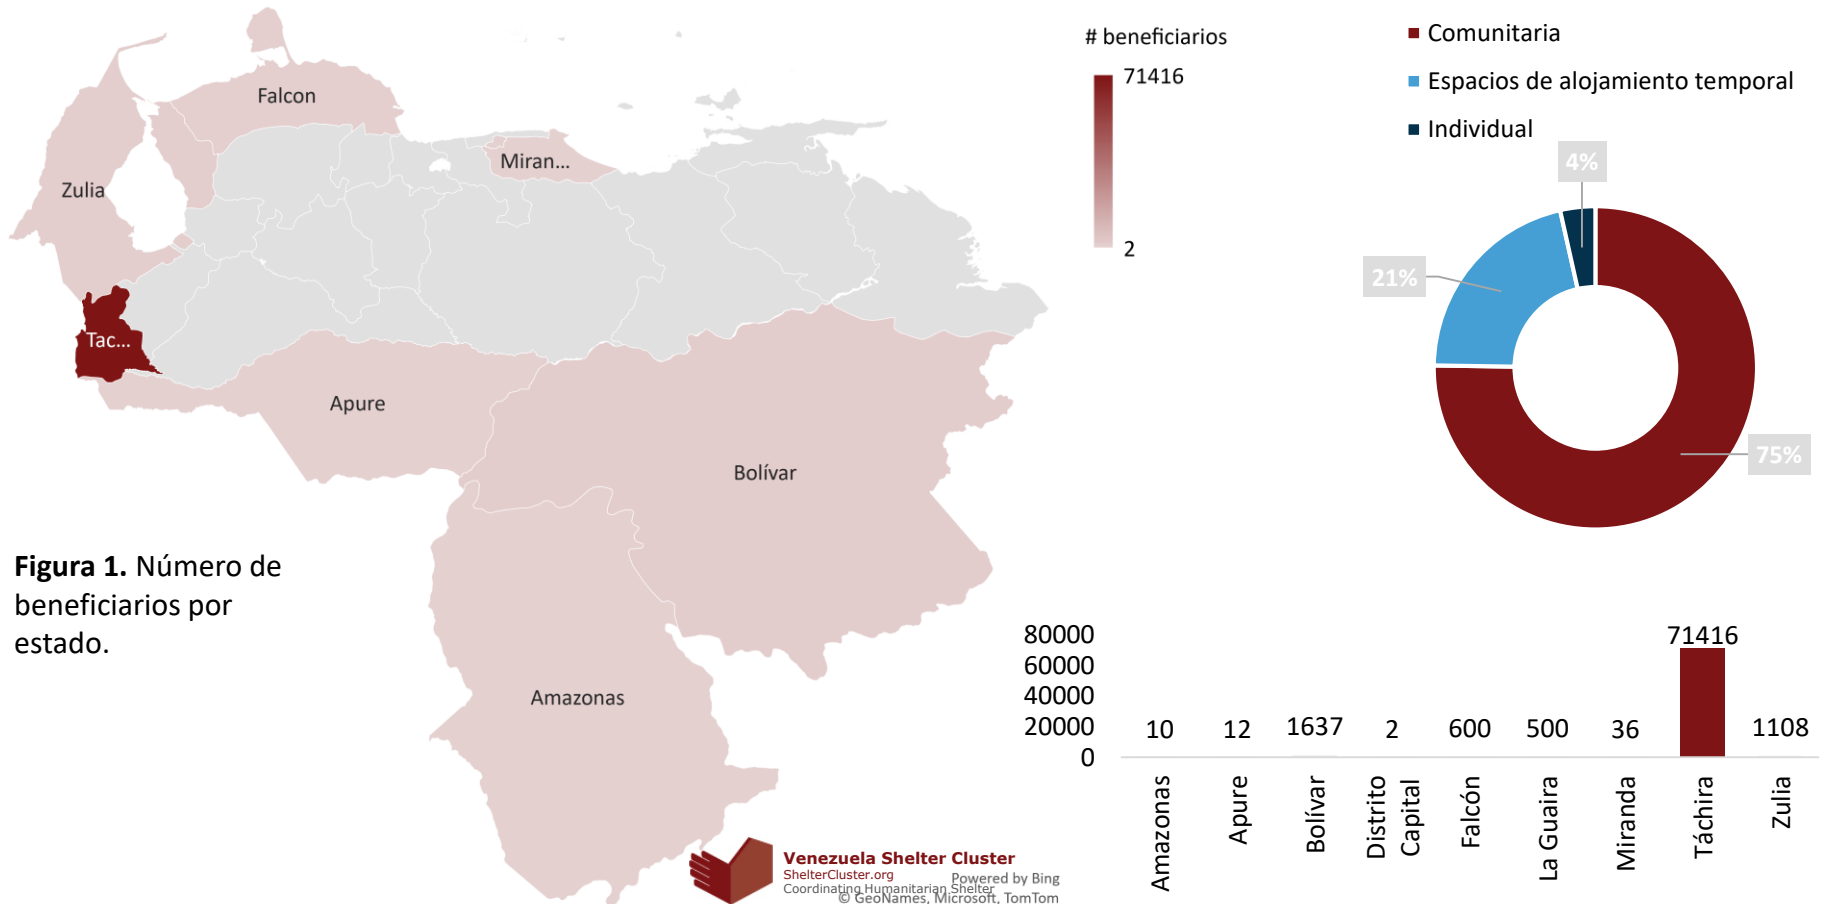 Falcon
Zulia
Miran...
Tac...
Apure
Bolívar
Amazonas
Figura 1. Número de
beneficiarios por
estado.
# beneficiarios
71416
2
Comunitaria
Espacios de alojamiento temporal
Individual
4%
21%
75%
80000
60000
40000
20000
0
10
12
1637
2
600
500
36
71416
1108
Amazonas
Apure
Bolívar
Distrito
Capital
Falcón
La Guaira
Miranda
Táchira
Zulia
Venezuela Shelter Cluster
ShelterCluster.org
Coordinating Humanitarian Shelter
Powered by Bing
© GeoNames, Microsoft, TomTom